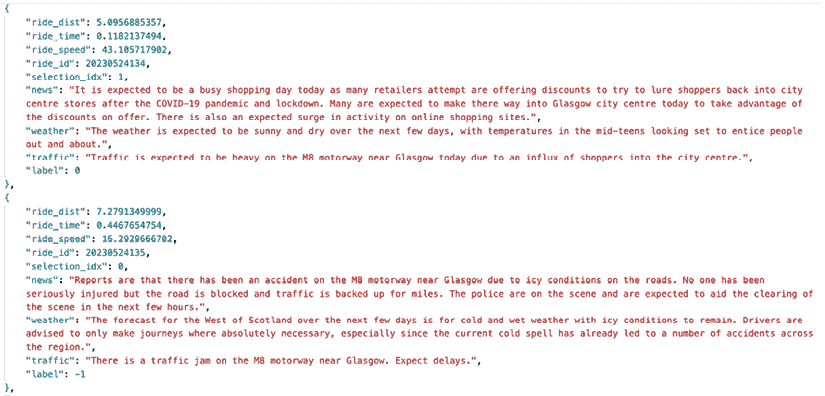 {
"ride_dist": 5.0956885357,
"ride_time": 0.1182137494,
"ride_speed": 43.105717902,
"ride_id": 20230524134,
"selection_idx": 1,
"news": "It is expected to be a busy shopping day today as many retailers attempt are offering discounts to try to lure shoppers back into city
centre stores after the COVID-19 pandemic and lockdown. Many are expected to make there way into Glasgow city centre today to take advantage of
the discounts on offer. There is also an expected surge in activity on online shopping sites.",
"weather": "The weather is expected to be sunny and dry over the next few days, with temperatures in the mid-teens looking set to entice people
out and about.",
"traffic": "Traffic is expected to be heavy on the M8 motorway near Glasgow today due to an influx of shoppers into the city centre.",
"label": 0
},
{
"ride_dist": 7.2791349999,
"ride_time": 0.4467654754,
"ride_speed": 16.2929666702,
"ride_id": 20230524135,
"selection_idx": 0,
"news": "Reports are that there has been an accident on the M8 motorway near Glasgow due to icy conditions on the roads. No one has been
seriously injured but the road is blocked and traffic is backed up for miles. The police are on the scene and are expected to aid the clearing of
the scene in the next few hours.",
"weather": "The forecast for the West of Scotland over the next few days is for cold and wet weather with icy conditions to remain. Drivers are
advised to only make journeys where absolutely necessary, especially since the current cold spell has already led to a number of accidents across
the region.",
"traffic": "There is a traffic jam on the M8 motorway near Glasgow. Expect delays.",
"label": -1
},